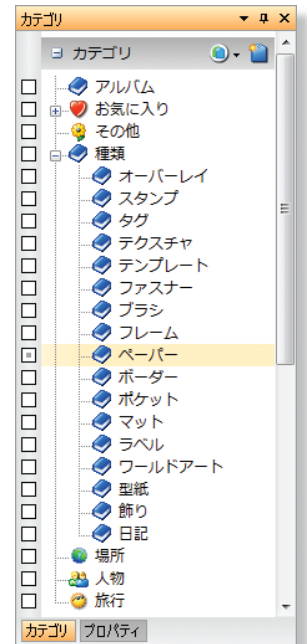 カテゴリ
カテゴリ
アルバム
お気に入り
その他
種類
オーバーレイ
スタンプ
タグ
テクスチャ
テンプレート
ファスナー
ブラシ
フレーム
ペーパー
ボーダー
ポケット
マット
ラベル
ワールドアート
型紙
飾り
日記
場所
人物
旅行
カテゴリ プロパティ